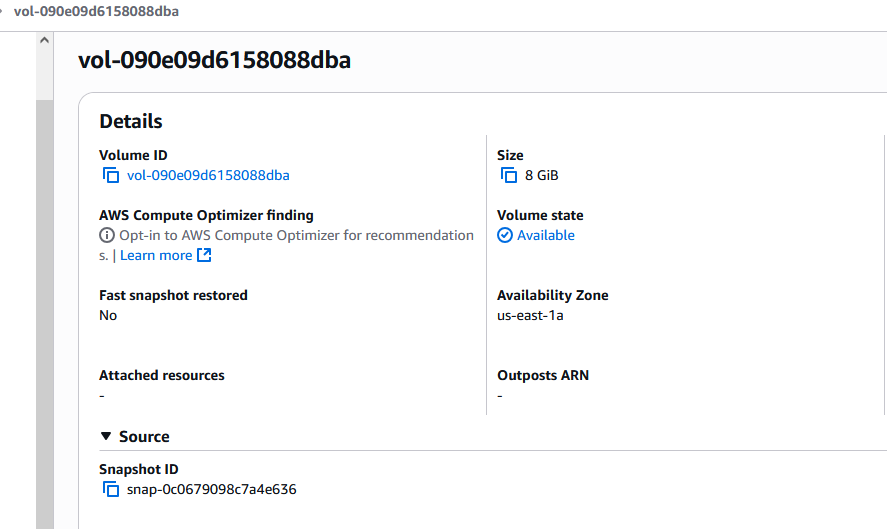 vol-090e09d6158088dba
vol-090e09d6158088dba
Details
Volume ID
vol-090e09d6158088dba
AWS Compute Optimizer finding
Opt-in to AWS Compute Optimizer for recommendation
s. | Learn more
Fast snapshot restored
No
Attached resources
-
Size
8 GiB
Volume state
Available
Availability Zone
us-east-1a
Outposts ARN
-
Source
Snapshot ID
snap-0c0679098c7a4e636